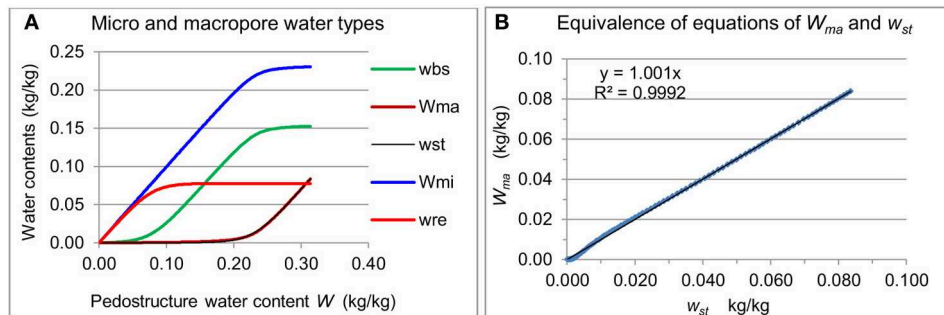 A Micro and macropore water types
Water contents (kg/kg)
0.25
0.20
0.15
0.10
0.05
0.00
0.00 0.10 0.20 0.30 0.40
Pedostructure water content W (kg/kg)
wbs
Wma
wst
Wmi
wre
B Equivalence of equations of Wma and wst
y = 1.001x
R² = 0.9992
Wma (kg/kg)
0.10
0.08
0.06
0.04
0.02
0.00
0.000 0.020 0.040 0.060 0.080 0.100
wst kg/kg